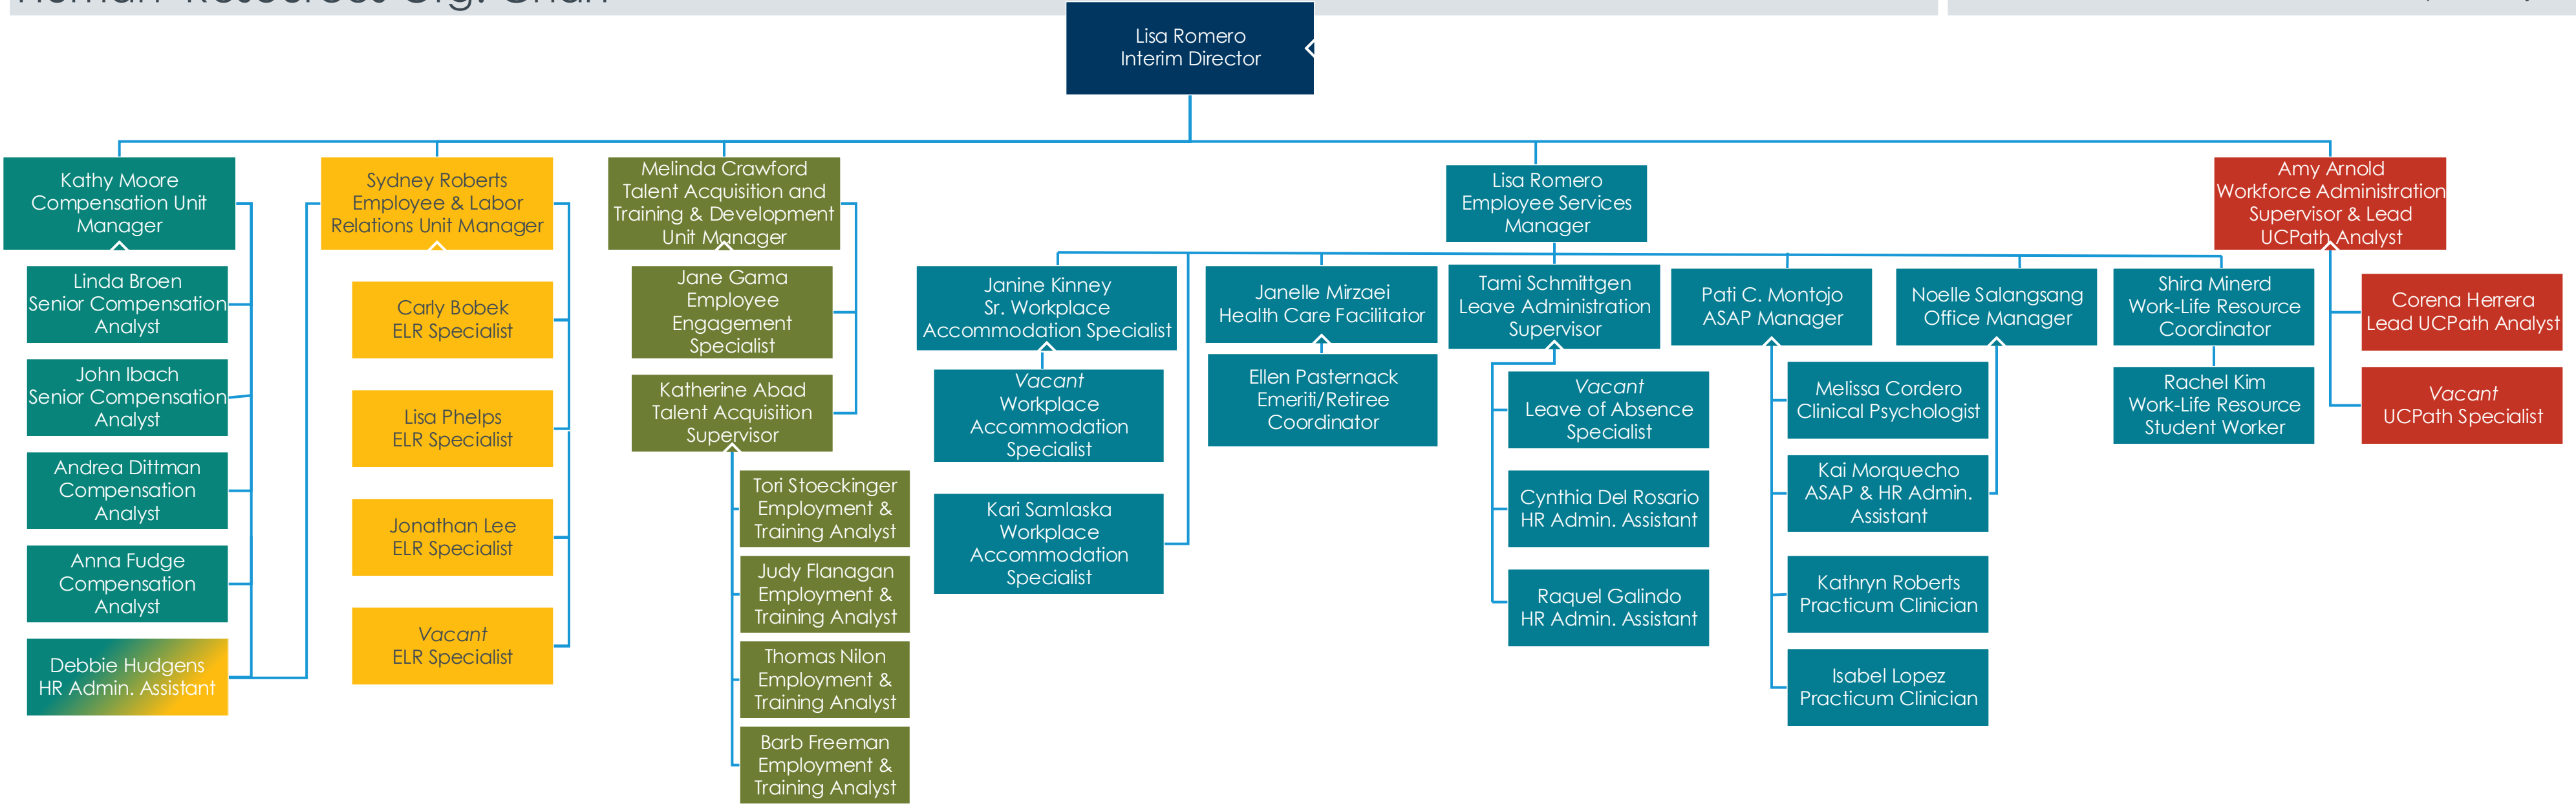 Human Resources Org. Chart
Lisa Romero
Interim Director
Kathy Moore
Compensation Unit
Manager
Linda Broen
Senior Compensation
Analyst
John Ibach
Senior Compensation
Analyst
Andrea Dittman
Compensation
Analyst
Anna Fudge
Compensation
Analyst
Debbie Hudgens
HR Admin. Assistant
Sydney Roberts
Employee & Labor
Relations Unit Manager
Carly Bobek
ELR Specialist
Lisa Phelps
ELR Specialist
Jonathan Lee
ELR Specialist
Vacant
ELR Specialist
Melinda Crawford
Talent Acquisition and
Training & Development
Unit Manager
Jane Gama
Employee
Engagement
Specialist
Katherine Abad
Talent Acquisition
Supervisor
Tori Stoeckinger
Employment &
Training Analyst
Judy Flanagan
Employment &
Training Analyst
Thomas Nilon
Employment &
Training Analyst
Barb Freeman
Employment &
Training Analyst
Lisa Romero
Employee Services
Manager
Janine Kinney
Sr. Workplace
Accommodation Specialist
Vacant
Workplace
Accommodation
Specialist
Kari Samlaska
Workplace
Accommodation
Specialist
Janelle Mirzaei
Health Care Facilitator
Ellen Pasternack
Emeriti/Retiree
Coordinator
Tami Schmittgen
Leave Administration
Supervisor
Vacant
Leave of Absence
Specialist
Cynthia Del Rosario
HR Admin. Assistant
Raquel Galindo
HR Admin. Assistant
Pati C. Montojo
ASAP Manager
Melissa Cordero
Clinical Psychologist
Kai Morquecho
ASAP & HR Admin.
Assistant
Kathryn Roberts
Practicum Clinician
Isabel Lopez
Practicum Clinician
Noelle Salangsang
Office Manager
Shira Minerd
Work-Life Resource
Coordinator
Rachel Kim
Work-Life Resource
Student Worker
Amy Arnold
Workforce Administration
Supervisor & Lead
UCPath Analyst
Corena Herrera
Lead UCPath Analyst
Vacant
UCPath Specialist